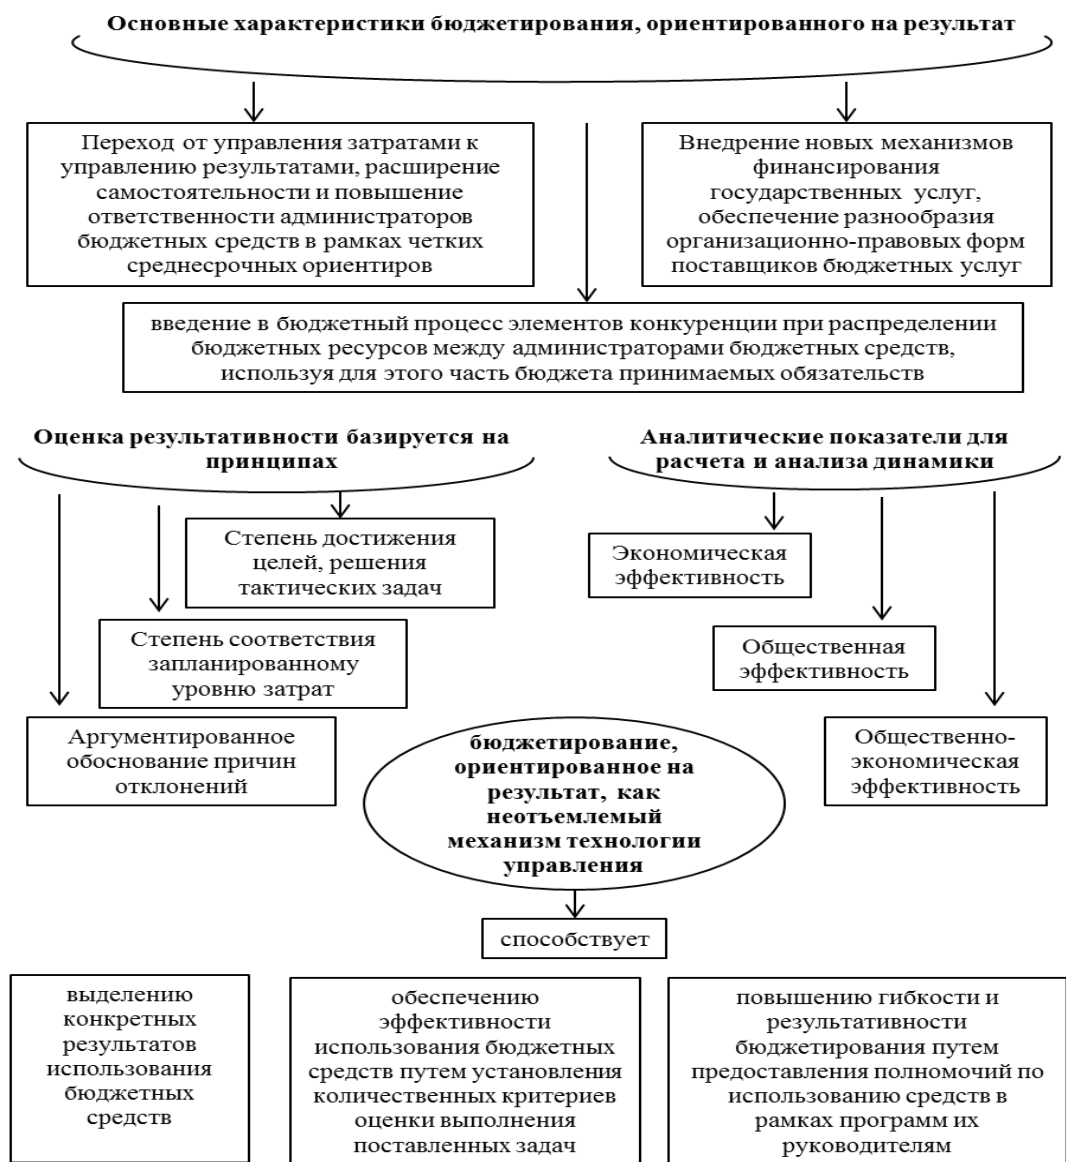 Основные характеристики бюджетирования, ориентированного на результат
Переход от управления затратами к
управлению результатами, расширение
самостоятельности и повышение
ответственности администраторов
бюджетных средств в рамках четких
среднесрочных ориентиров
Внедрение новых механизмов
финансирования
государственных услуг,
обеспечение разнообразия
организационно-правовых форм
поставщиков бюджетных услуг
введение в бюджетный процесс элементов конкуренции при распределении
бюджетных ресурсов между администраторами бюджетных средств,
используя для этого часть бюджета принимаемых обязательств
Оценка результативности базируется на
принципах
Степень достижения
целей, решения
тактических задач
Степень соответствия
запланированному
уровню затрат
Аргументированное
обоснование причин
отклонений
Аналитические показатели для
расчета и анализа динамики
Экономическая
эффективность
Общественная
эффективность
Общественно-
экономическая
эффективность
бюджетирование,
ориентированное на
результат, как
неотъемлемый
механизм технологии
управления
способствует
выделению
конкретных
результатов
использования
бюджетных
средств
обеспечению
эффективности
использования бюджетных
средств путем установления
количественных критериев
оценки выполнения
поставленных задач
повышению гибкости и
результативности
бюджетирования путем
предоставления полномочий по
использованию средств в
рамках программ их
руководителям